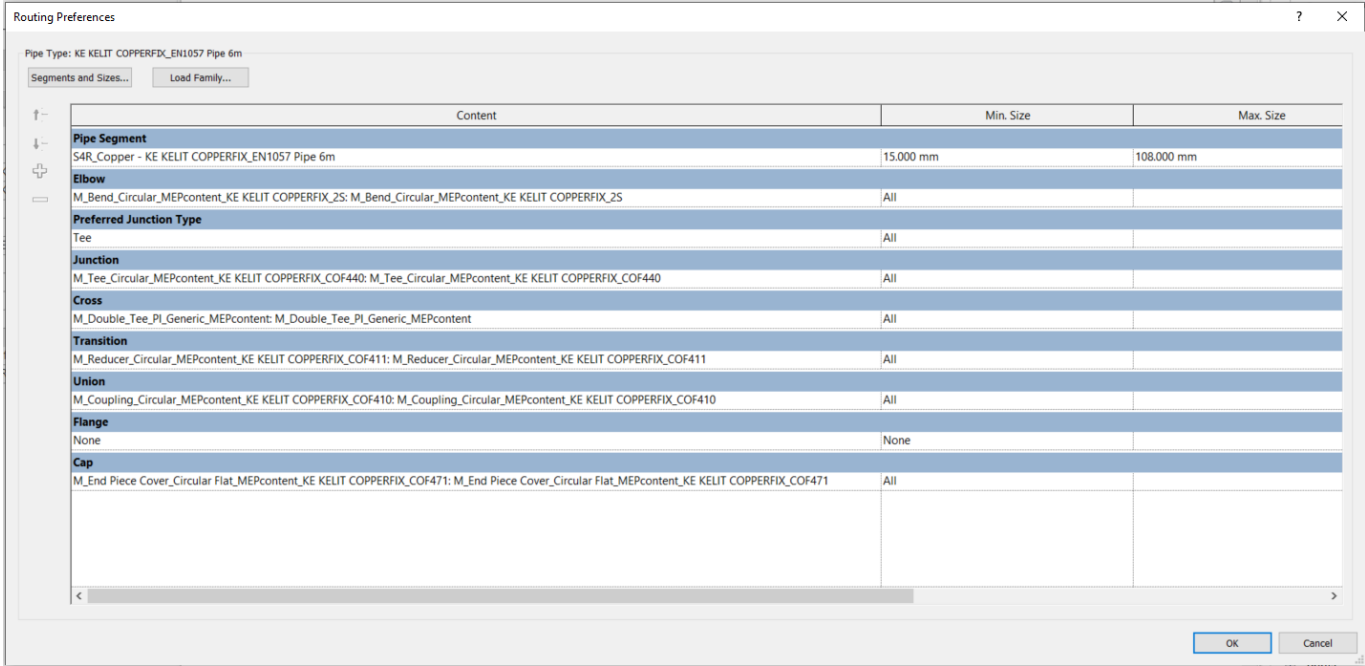 Routing Preferences
? ×
Pipe Type: KE KELIT COPPERFIX_EN1057 Pipe 6m
Segments and Sizes... Load Family...
Content Min. Size Max. Size
Pipe Segment
S4R_Copper - KE KELIT COPPERFIX_EN1057 Pipe 6m 15.000 mm 108.000 mm
Elbow
M_Bend_Circular_MEPcontent_KE KELIT COPPERFIX_2S: M_Bend_Circular_MEPcontent_KE KELIT COPPERFIX_2S All
Preferred Junction Type
Tee All
Junction
M_Tee_Circular_MEPcontent_KE KELIT COPPERFIX_COF440: M_Tee_Circular_MEPcontent_KE KELIT COPPERFIX_COF440 All
Cross
M_Double_Tee_PI_Generic_MEPcontent: M_Double_Tee_PI_Generic_MEPcontent All
Transition
M_Reducer_Circular_MEPcontent_KE KELIT COPPERFIX_COF411: M_Reducer_Circular_MEPcontent_KE KELIT COPPERFIX_COF411 All
Union
M_Coupling_Circular_MEPcontent_KE KELIT COPPERFIX_COF410: M_Coupling_Circular_MEPcontent_KE KELIT COPPERFIX_COF410 All
Flange
None None
Cap
M_End Piece Cover_Circular Flat_MEPcontent_KE KELIT COPPERFIX_COF471: M_End Piece Cover_Circular Flat_MEPcontent_KE KELIT COPPERFIX_COF471 All
OK Cancel